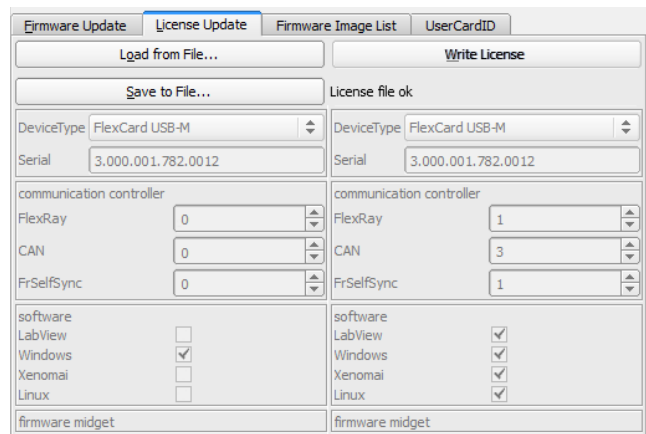 Firmware Update License Update Firmware Image List UserCardID
Load from File... Write License
Save to File... License file ok
DeviceType FlexCard USB-M DeviceType FlexCard USB-M
Serial 3.000.001.782.0012 Serial 3.000.001.782.0012
communication controller communication controller
FlexRay 0 FlexRay 1
CAN 0 CAN 3
FrSelfSync 0 FrSelfSync 1
software software
LabView LabView
Windows Windows
Xenomai Xenomai
Linux Linux
firmware midget firmware midget